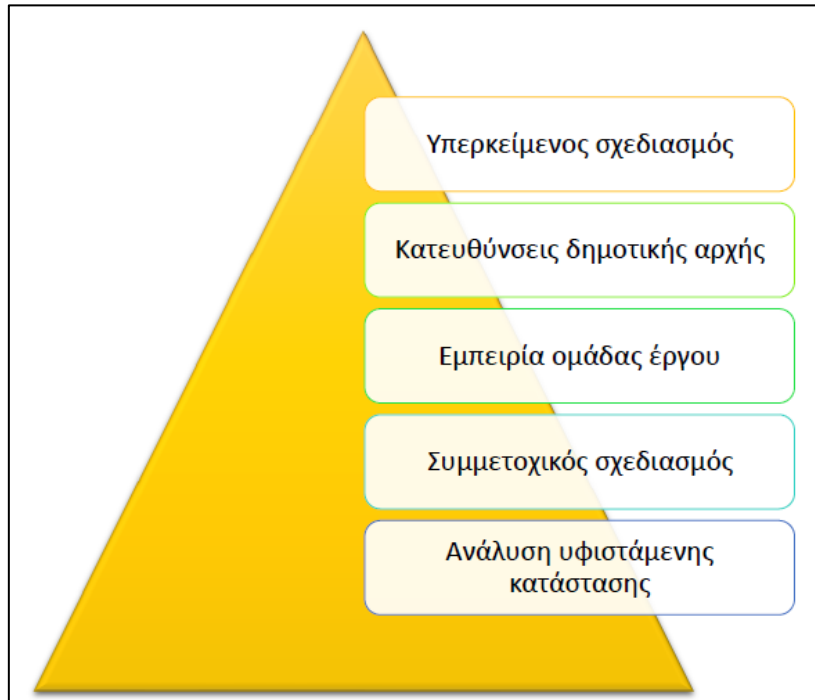 Υπερκείμενος σχεδιασμός
Κατευθύνσεις δημοτικής αρχής
Εμπειρία ομάδας έργου
Συμμετοχικός σχεδιασμός
Ανάλυση υφιστάμενης
κατάστασης